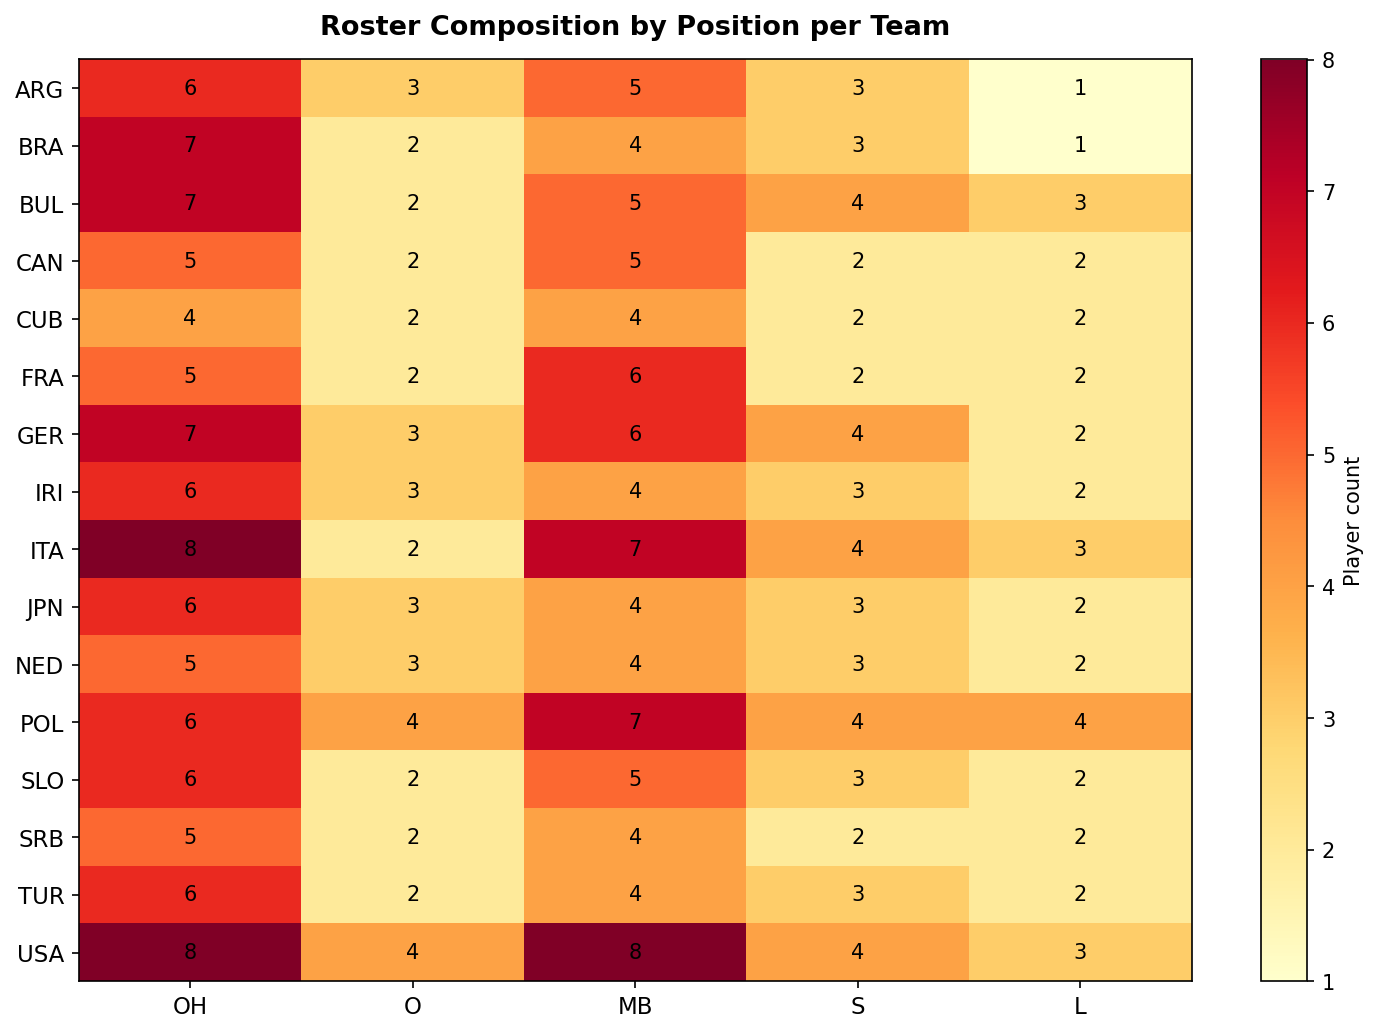 Roster Composition by Position per Team
ARG 6 3 5 3 1
BRA 7 2 4 3 1
BUL 7 2 5 4 3
CAN 5 2 5 2 2
CUB 4 2 4 2 2
FRA 5 2 6 2 2
GER 7 3 6 4 2
IRI 6 3 4 3 2
ITA 8 2 7 4 3
JPN 6 3 4 3 2
NED 5 3 4 3 2
POL 6 4 7 4 4
SLO 6 2 5 3 2
SRB 5 2 4 2 2
TUR 6 2 4 3 2
USA 8 4 8 4 3
OH O MB S L
8
7
6
5
4
3
2
1
Player count